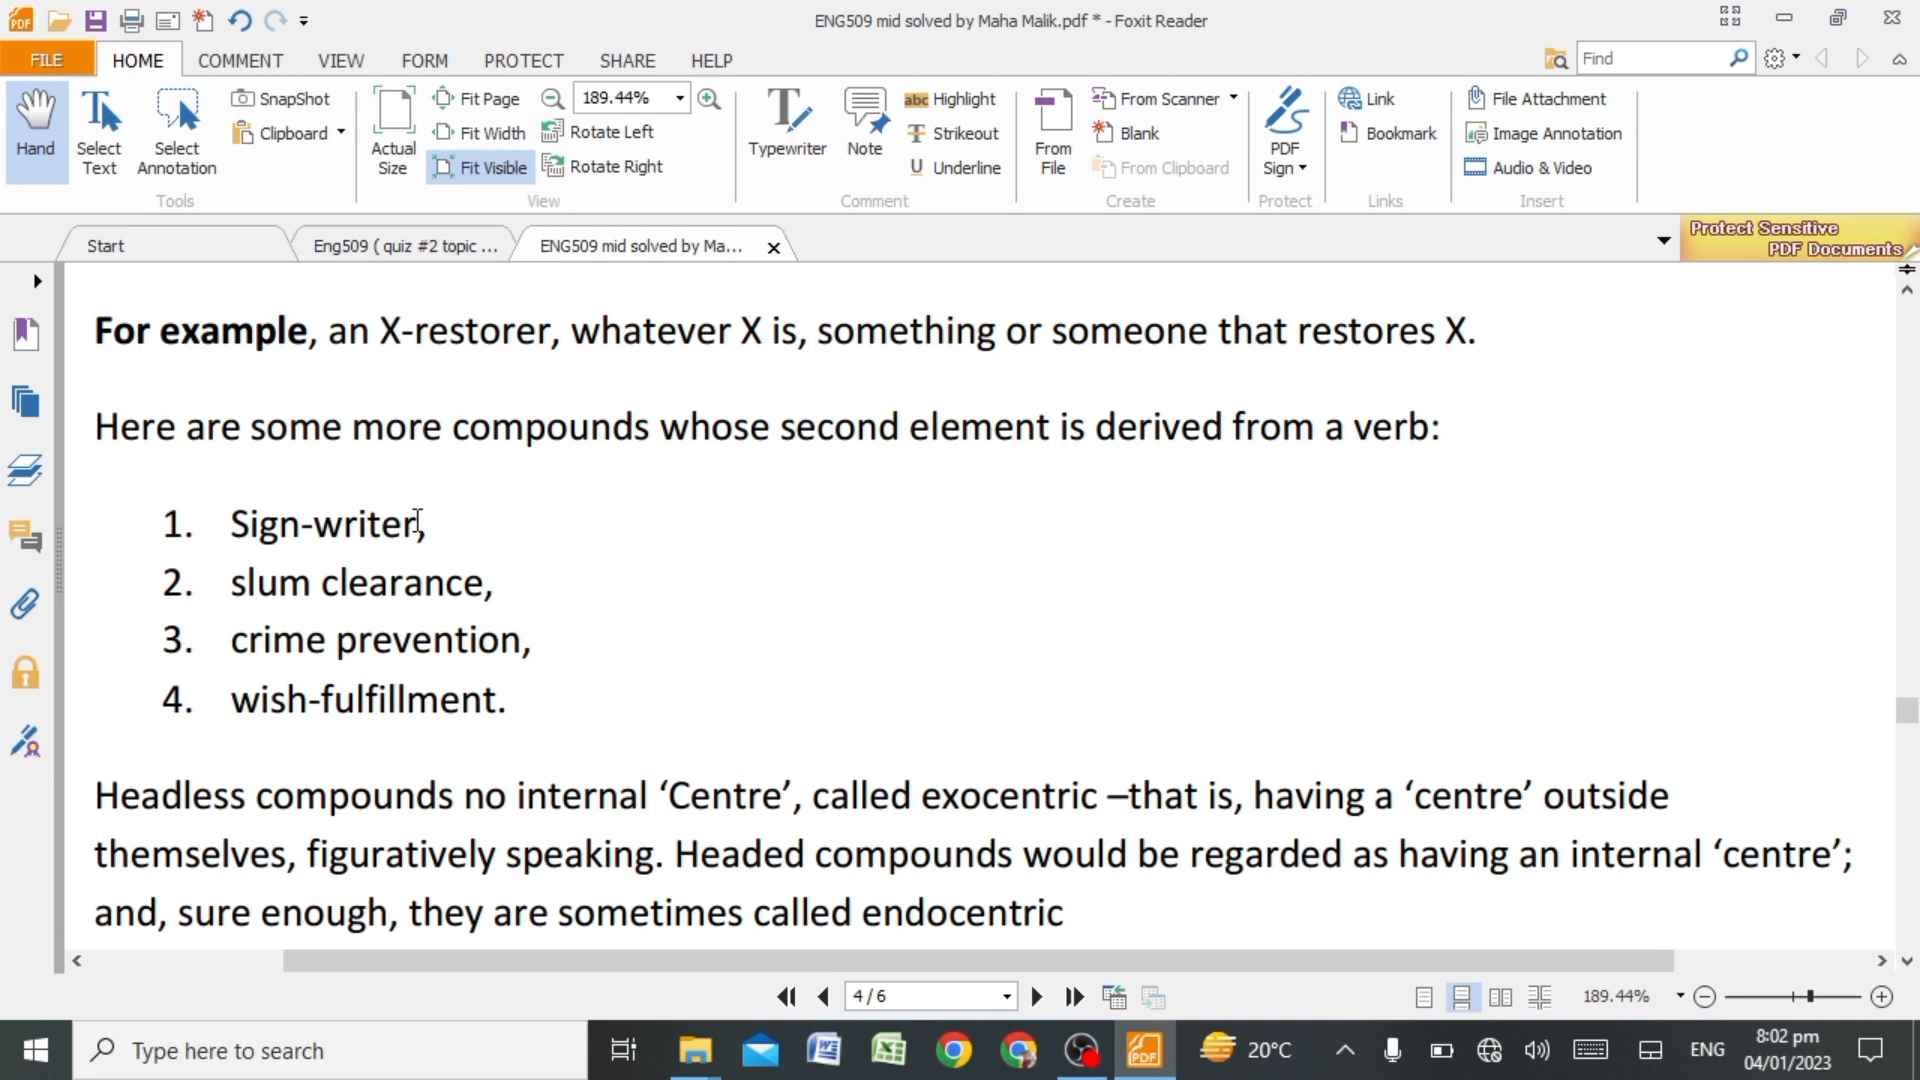 ENG509 mid solved by Maha Malik.pdf * - Foxit Reader
FILE HOME COMMENT VIEW FORM PROTECT SHARE HELP Find
Hand
Select Text
Select Annotation
SnapShot
Clipboard
Tools
Actual Size
Fit Page
Fit Width
Fit Visible
189.44%
Rotate Left
Rotate Right
View
Typewriter
Note
abc Highlight
Strikeout
Underline
Comment
From File
From Scanner
Blank
From Clipboard
Create
PDF Sign
Protect
Link
Bookmark
Links
File Attachment
Image Annotation
Audio & Video
Insert
Start
Eng509 ( quiz #2 topic ...
ENG509 mid solved by Ma...
Protect Sensitive
PDF Documents
For example, an X-restorer, whatever X is, something or someone that restores X.
Here are some more compounds whose second element is derived from a verb:
1. Sign-writer,
2. slum clearance,
3. crime prevention,
4. wish-fulfillment.
Headless compounds no internal ‘Centre’, called exocentric –that is, having a ‘centre’ outside
themselves, figuratively speaking. Headed compounds would be regarded as having an internal ‘centre’;
and, sure enough, they are sometimes called endocentric
4 / 6
189.44%
Type here to search
20°C
ENG
8:02 pm
04/01/2023